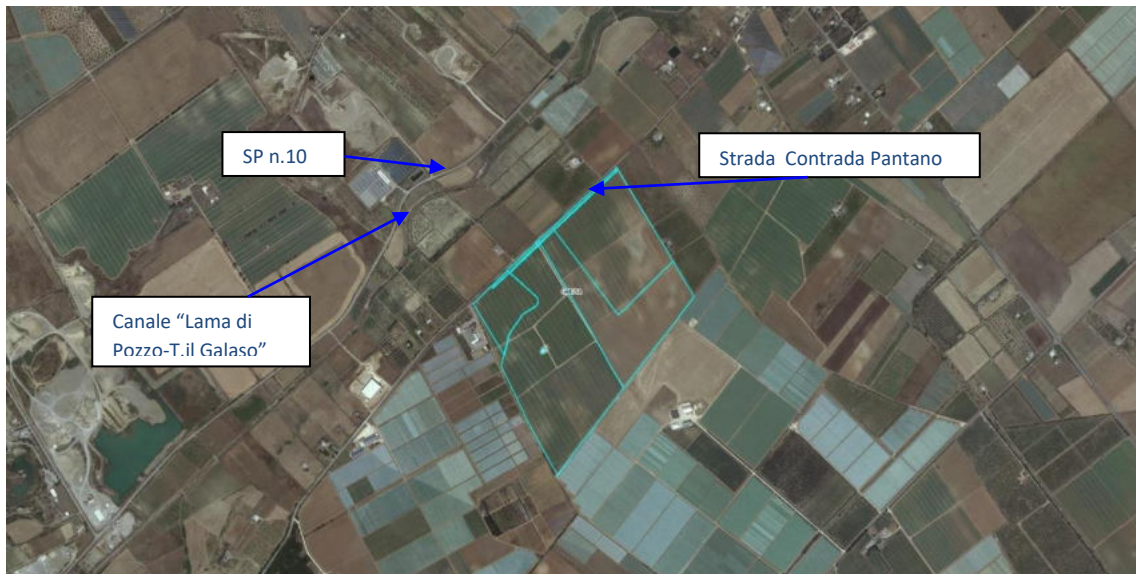 SP n.10
Strada Contrada Pantano
Canale “Lama di
Pozzo-T.il Galaso”